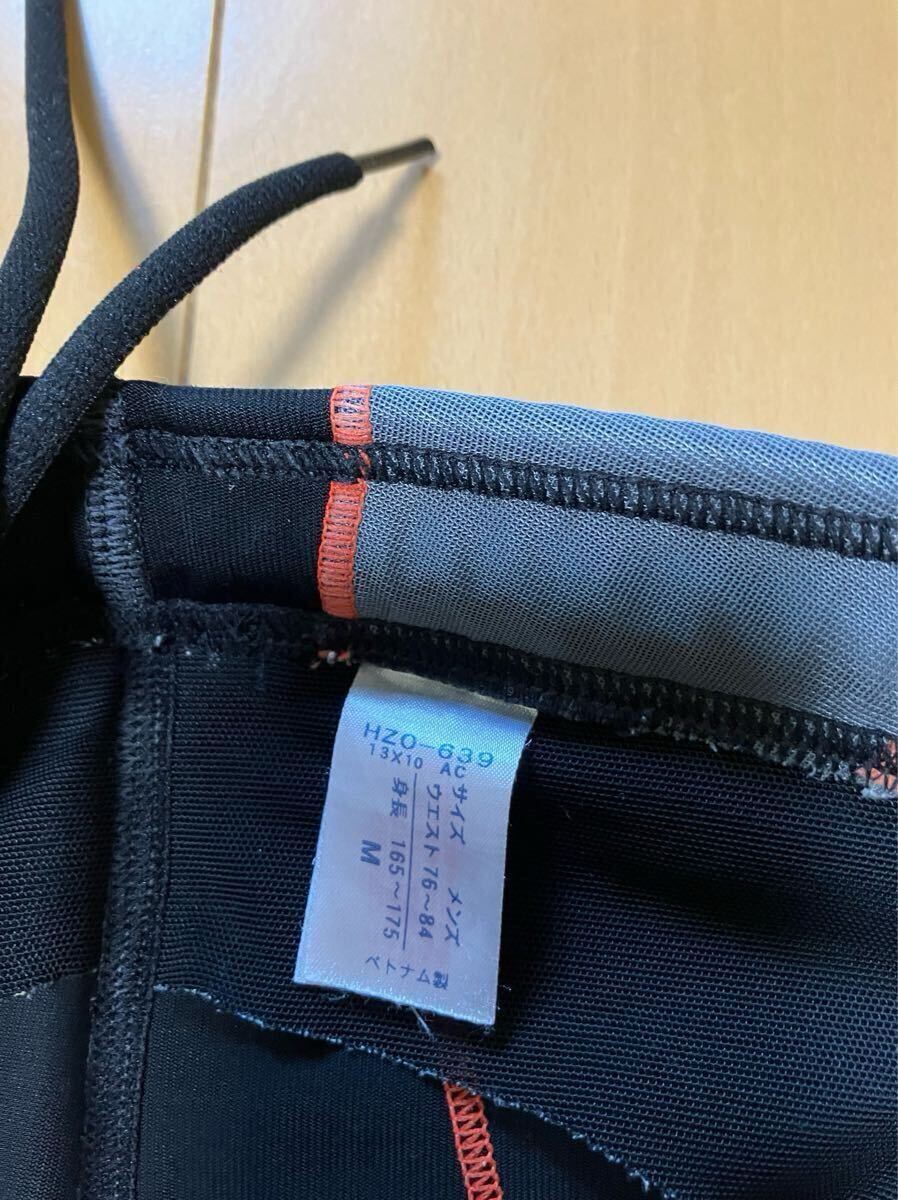 HZO-639
13X10 AC
サイズ メンズ
ウエスト 76~84
身長 165~175
M
ベトナム製